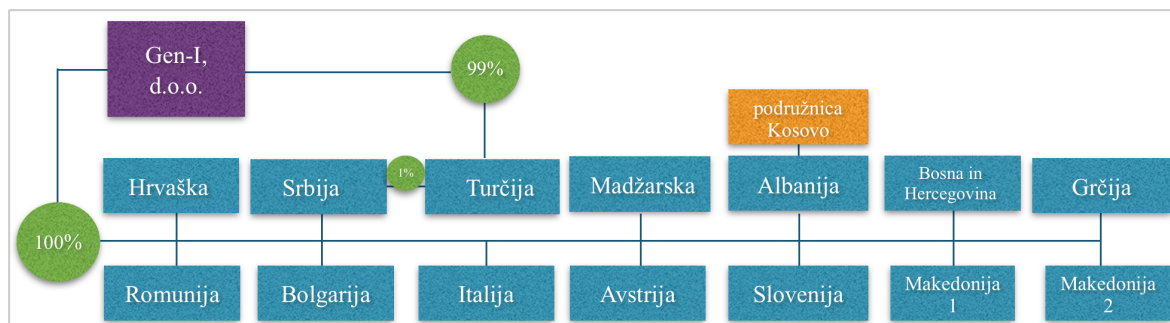 Gen-I,
d.o.o.
99%
podružnica
Kosovo
Hrvaška
Srbija
1%
Turčija
Madžarska
Albanija
Bosna in
Hercegovina
Grčija
100%
Romunija
Bolgarija
Italija
Avstrija
Slovenija
Makedonija
1
Makedonija
2